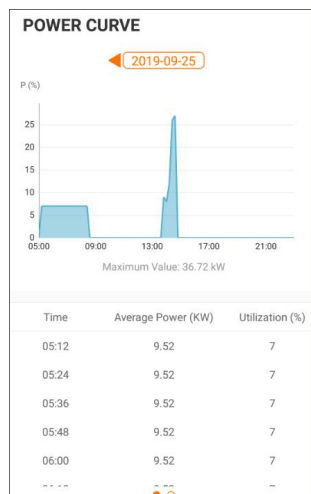 POWER CURVE
2019-09-25
P (%)
25
20
15
10
5
0
05:00 09:00 13:00 17:00 21:00
Maximum Value: 36.72 kW
Time Average Power (KW) Utilization (%)
05:12 9.52 7
05:24 9.52 7
05:36 9.52 7
05:48 9.52 7
06:00 9.52 7